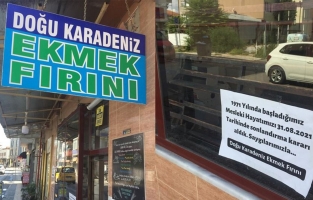 DOĞU KARADENİZ
EKMEK
FIRINI
1971 Yılında başladığımız
Mesleki Hayatımızı 31.08.2021
Tarihinde sonlandırma kararı
aldık. Saygılarımızla...
Doğu Karadeniz Ekmek Fırını